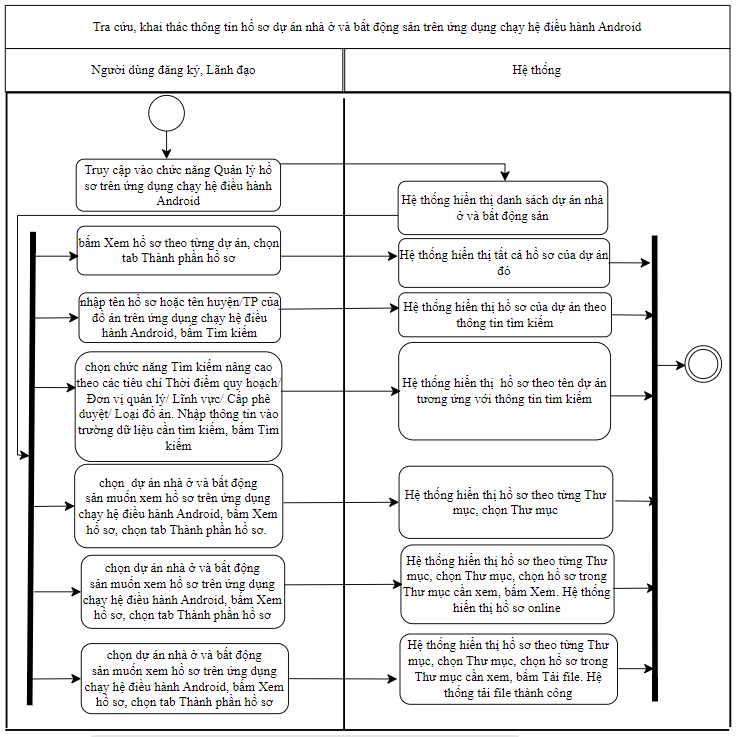 Tra cứu, khai thác thông tin hồ sơ dự án nhà ở và bất động sản trên ứng dụng chạy hệ điều hành Android
Người dùng đăng ký, Lãnh đạo
Hệ thống
Truy cập vào chức năng Quản lý hồ
sơ trên ứng dụng chạy hệ điều hành
Android
Hệ thống hiển thị danh sách dự án nhà
ở và bất động sản
bấm Xem hồ sơ theo từng dự án, chọn
tab Thành phần hồ sơ
Hệ thống hiển thị tất cả hồ sơ của dự án
đó
nhập tên hồ sơ hoặc tên huyện/TP của
đồ án trên ứng dụng chạy hệ điều
hành Android, bấm Tìm kiếm
Hệ thống hiển thị hồ sơ của dự án theo
thông tin tìm kiếm
chọn chức năng Tìm kiếm nâng cao
theo các tiêu chí Thời điểm quy hoạch/
Đơn vị quản lý/ Lĩnh vực/ Cấp phê
duyệt/ Loại đồ án. Nhập thông tin vào
trường dữ liệu cần tìm kiếm, bấm Tìm
kiếm
Hệ thống hiển thị hồ sơ theo tên dự án
tương ứng với thông tin tìm kiếm
chọn dự án nhà ở và bất động
sản muốn xem hồ sơ trên ứng dụng
chạy hệ điều hành Android, bấm Xem
hồ sơ, chọn tab Thành phần hồ sơ.
Hệ thống hiển thị hồ sơ theo từng Thư
mục, chọn Thư mục
chọn dự án nhà ở và bất động
sản muốn xem hồ sơ trên ứng dụng
chạy hệ điều hành Android, bấm Xem
hồ sơ, chọn tab Thành phần hồ sơ
Hệ thống hiển thị hồ sơ theo từng Thư
mục, chọn Thư mục, chọn hồ sơ trong
Thư mục cần xem, bấm Xem. Hệ thống
hiển thị hồ sơ online
chọn dự án nhà ở và bất động
sản muốn xem hồ sơ trên ứng dụng
chạy hệ điều hành Android, bấm Xem
hồ sơ, chọn tab Thành phần hồ sơ
Hệ thống hiển thị hồ sơ theo từng Thư
mục, chọn Thư mục, chọn hồ sơ trong
Thư mục cần xem, bấm Tải file. Hệ
thống tải file thành công